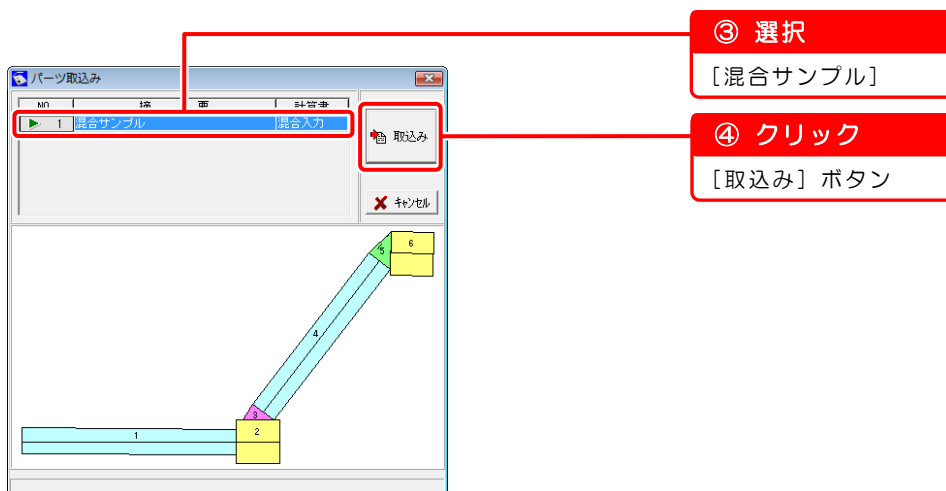 ③ 選択
[混合サンプル]
パーツ取込み
NO 摘 要 計算書
1 混合サンプル 混合入力
取込み
④ クリック
[取込み] ボタン
キャンセル
6
5
4
3
2
1